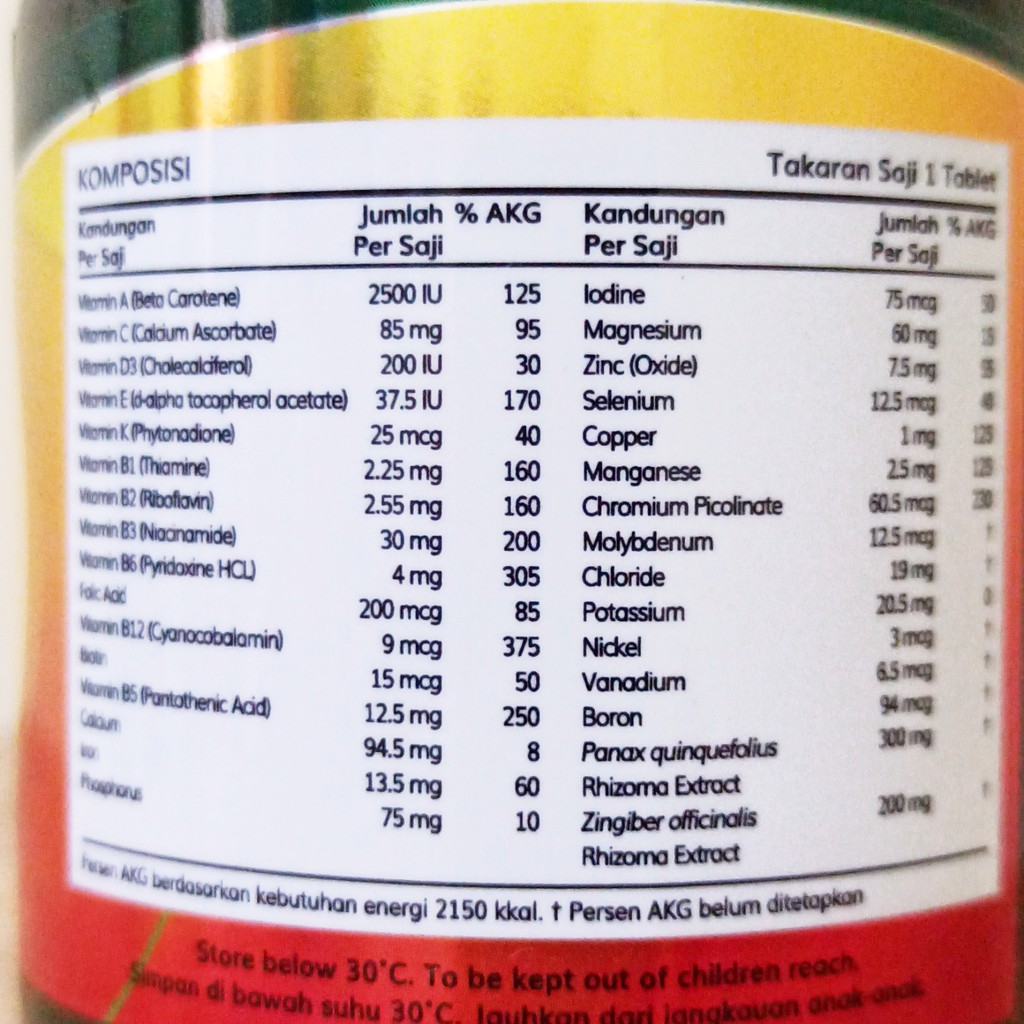 KOMPOSISI Takaran Saji 1 Tablet
Kandungan Jumlah % AKG Kandungan Jumlah % AKG
Per Saji Per Saji Per Saji Per Saji
Vitamin A (Beta Carotene) 2500 IU 125 Iodine 75 mcg 50
Vitamin C (Calcium Ascorbate) 85 mg 95 Magnesium 60 mg
Vitamin D3 (Cholecalciferol) 200 IU 30 Zinc (Oxide) 7.5 mg
Vitamin E (d-alpha tocopherol acetate) 37.5 IU 170 Selenium 12.5 mcg
Vitamin K (Phytonadione) 25 mcg 40 Copper 1 mg 125
Vitamin B1 (Thiamine) 2.25 mg 160 Manganese 2.5 mg 125
Vitamin B2 (Riboflavin) 2.55 mg 160 Chromium Picolinate 60.5 mcg 230
Vitamin B3 (Niacinamide) 30 mg 200 Molybdenum 12.5 mcg †
Vitamin B6 (Pyridoxine HCL) 4 mg 305 Chloride 19 mg †
Folic Acid 200 mcg 85 Potassium 20.5 mg 0
Vitamin B12 (Cyanocobalamin) 9 mcg 375 Nickel 3 mcg †
Biotin 15 mcg 50 Vanadium 6.5 mcg †
Vitamin B5 (Pantothenic Acid) 12.5 mg 250 Boron 94 mcg †
Calcium 94.5 mg 8 Panax quinquefolius 300 mg †
Iron 13.5 mg 60 Rhizoma Extract
Phosphorus 75 mg 10 Zingiber officinalis 200 mg †
Rhizoma Extract
Persen AKG berdasarkan kebutuhan energi 2150 kkal. † Persen AKG belum ditetapkan
Store below 30°C. To be kept out of children reach.
Simpan di bawah suhu 30°C. Jauhkan dari jangkauan anak-anak.